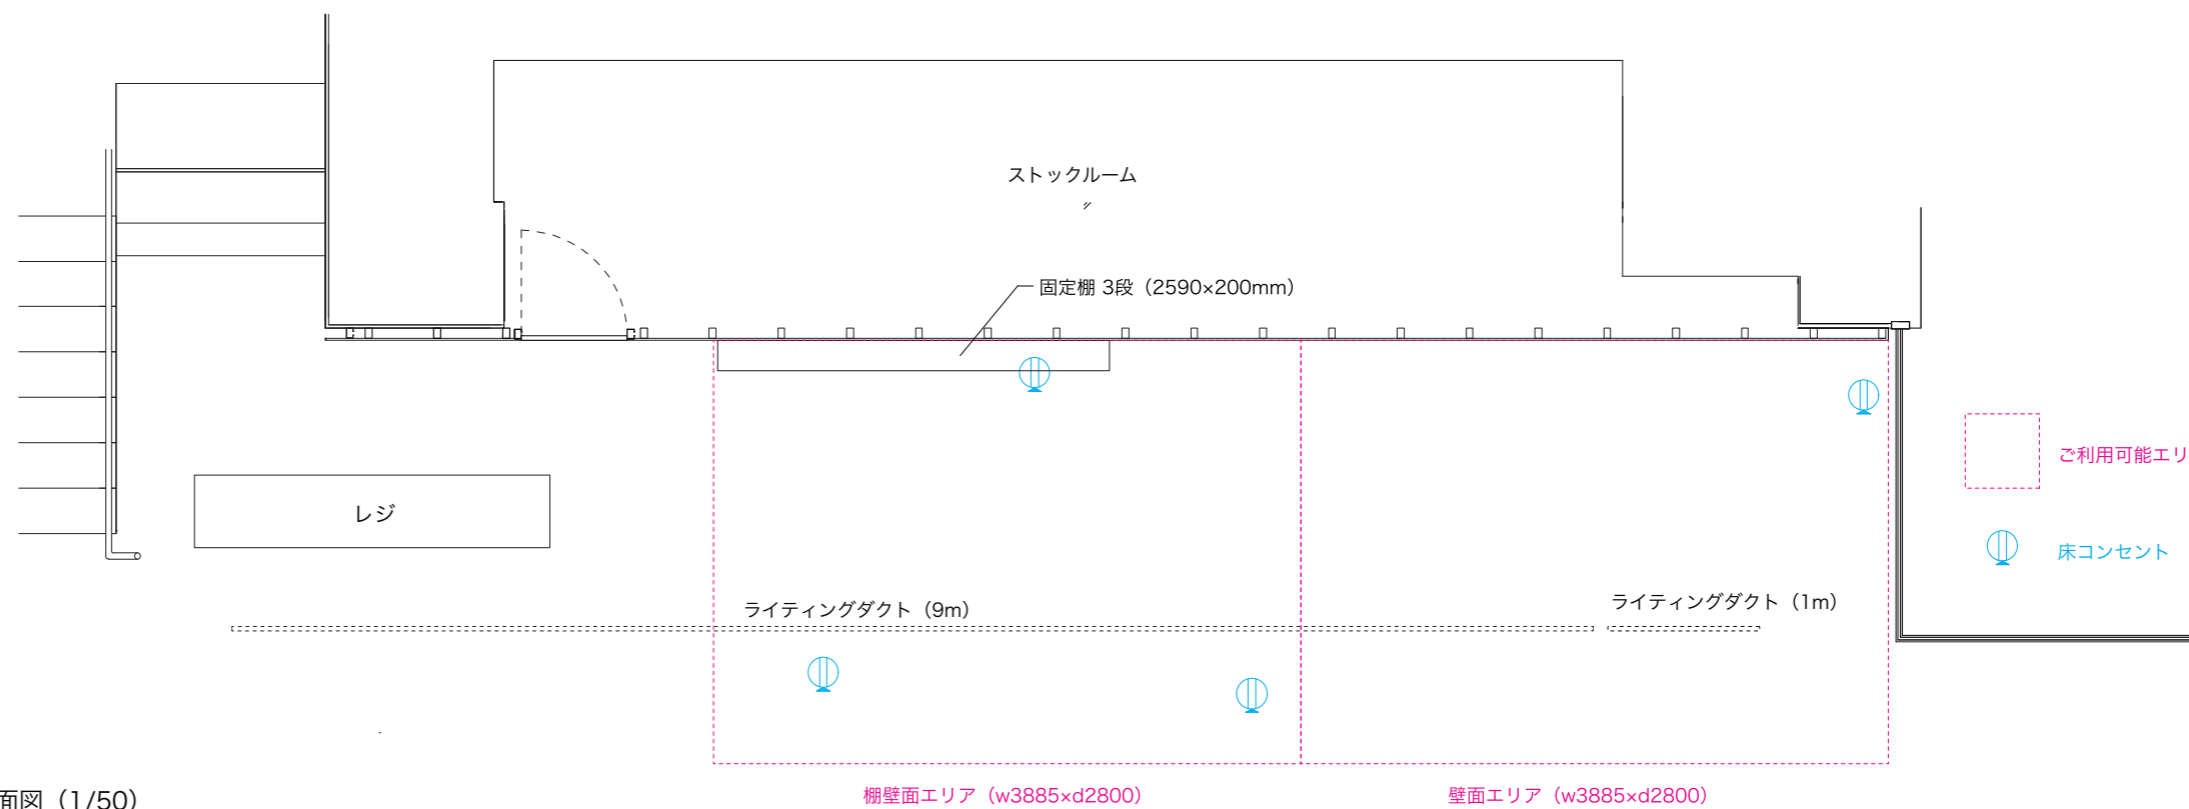 ストックルーム
固定棚 3段（2590×200mm）
ご利用可能エリ
レジ
床コンセント
ライティングダクト（9m）
ライティングダクト（1m）
面図（1/50）
棚壁面エリア（w3885×d2800）
壁面エリア（w3885×d2800）